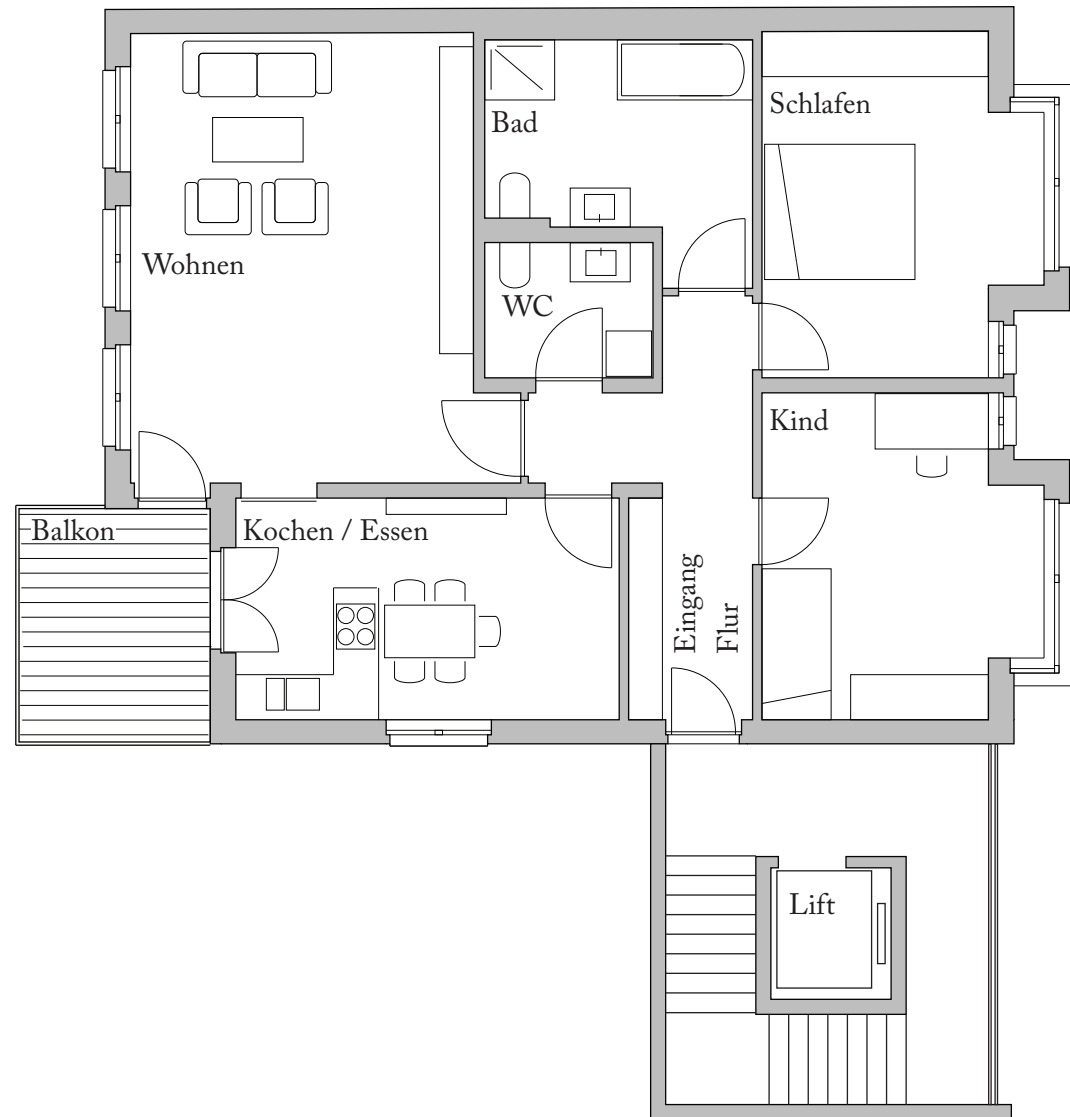 Schlafen
Bad
Wohnen
WC
Kind
Balkon
Kochen / Essen
Eingang
Flur
Lift